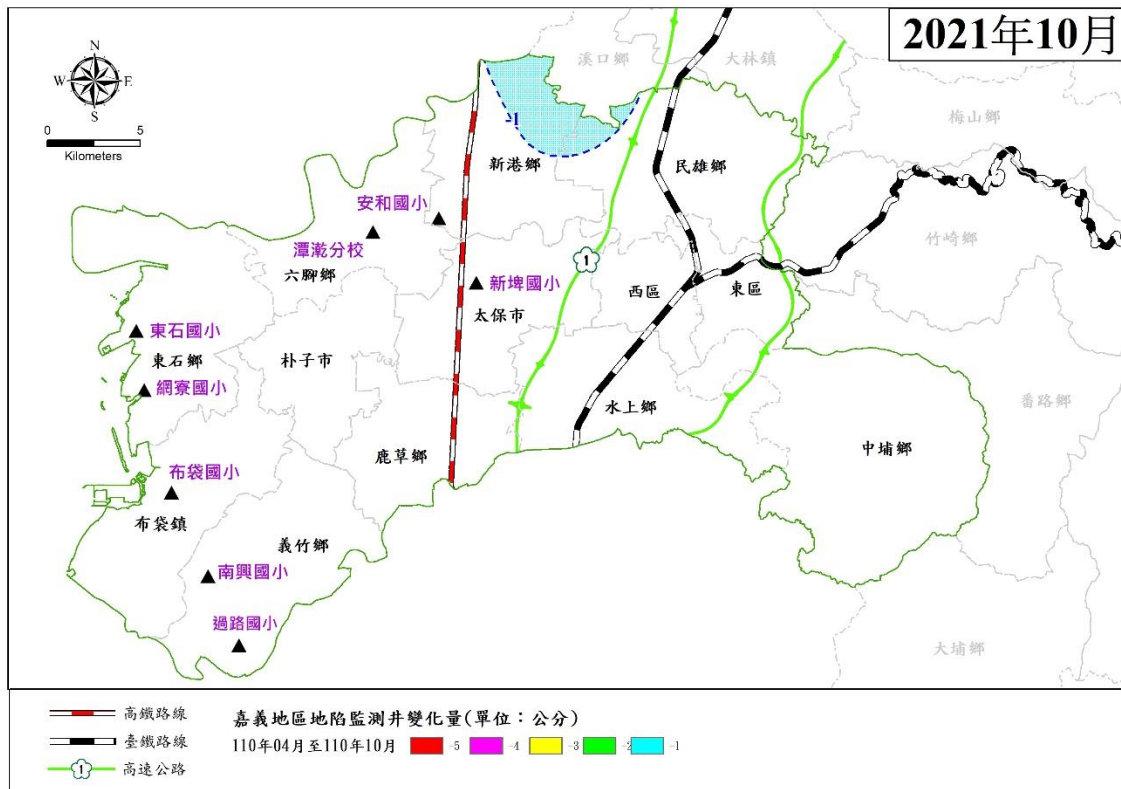 2021年10月
N
W
E
S
0
5
Kilometers
溪口鄉
大林鎮
梅山鄉
-1
新港鄉
民雄鄉
安和國小
潭墘分校
竹崎鄉
六腳鄉
1
新埤國小
西區
東區
太保市
東石國小
東石鄉
朴子市
網寮國小
水上鄉
番路鄉
鹿草鄉
中埔鄉
布袋國小
布袋鎮
義竹鄉
南興國小
過路國小
大埔鄉
高鐵路線
臺鐵路線
1 高速公路
嘉義地區地陷監測井變化量(單位：公分)
110年04月至110年10月 -5 -4 -3 -2 -1